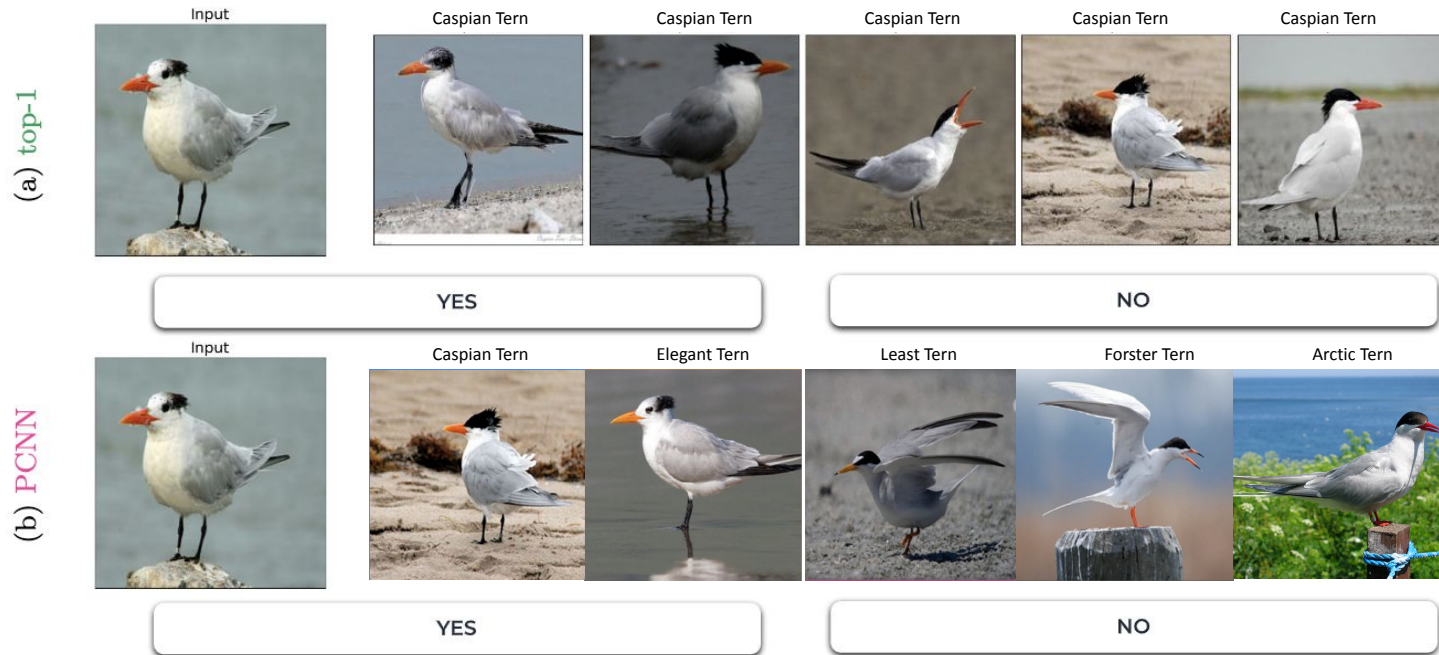 Input
Caspian Tern Caspian Tern Caspian Tern Caspian Tern Caspian Tern
(a) top-1
YES NO
Input
Caspian Tern Elegant Tern Least Tern Forster Tern Arctic Tern
(b) PCNN
YES NO